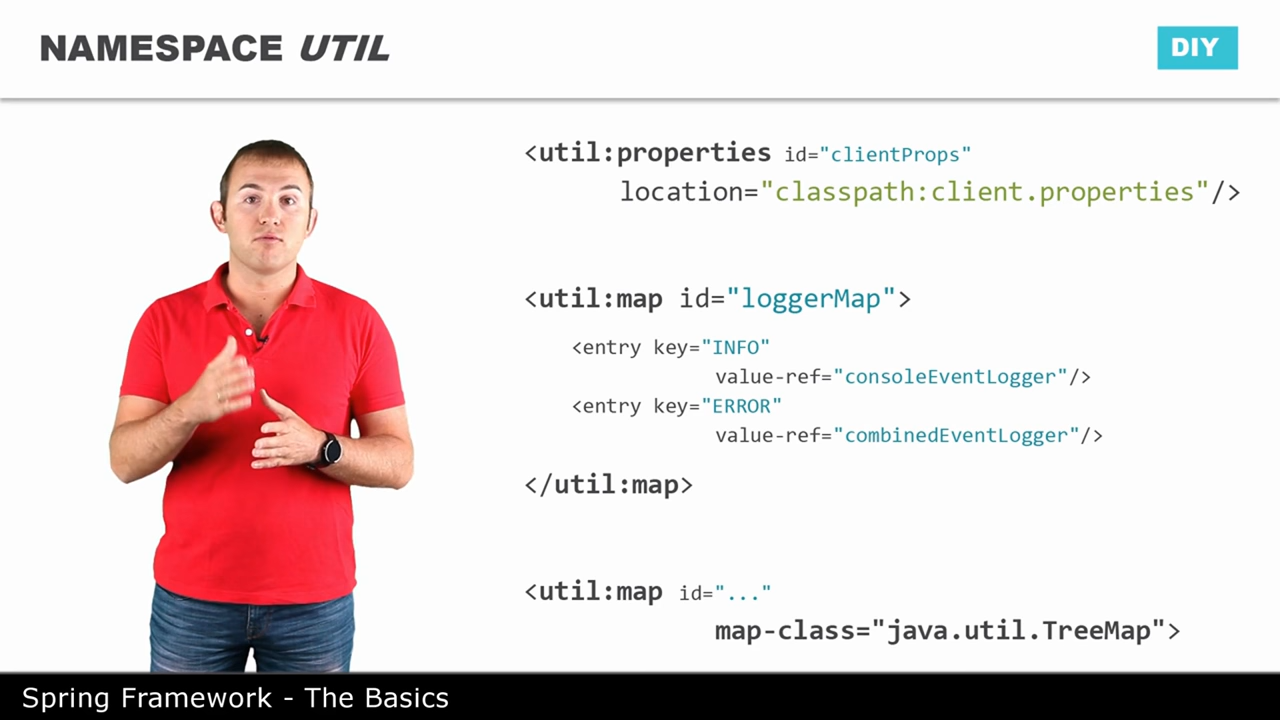 NAMESPACE UTIL
DIY
<util:properties id="clientProps"
location="classpath:client.properties"/>
<util:map id="loggerMap">
<entry key="INFO"
value-ref="consoleEventLogger"/>
<entry key="ERROR"
value-ref="combinedEventLogger"/>
</util:map>
<util:map id="..."
map-class="java.util.TreeMap">
Spring Framework - The Basics